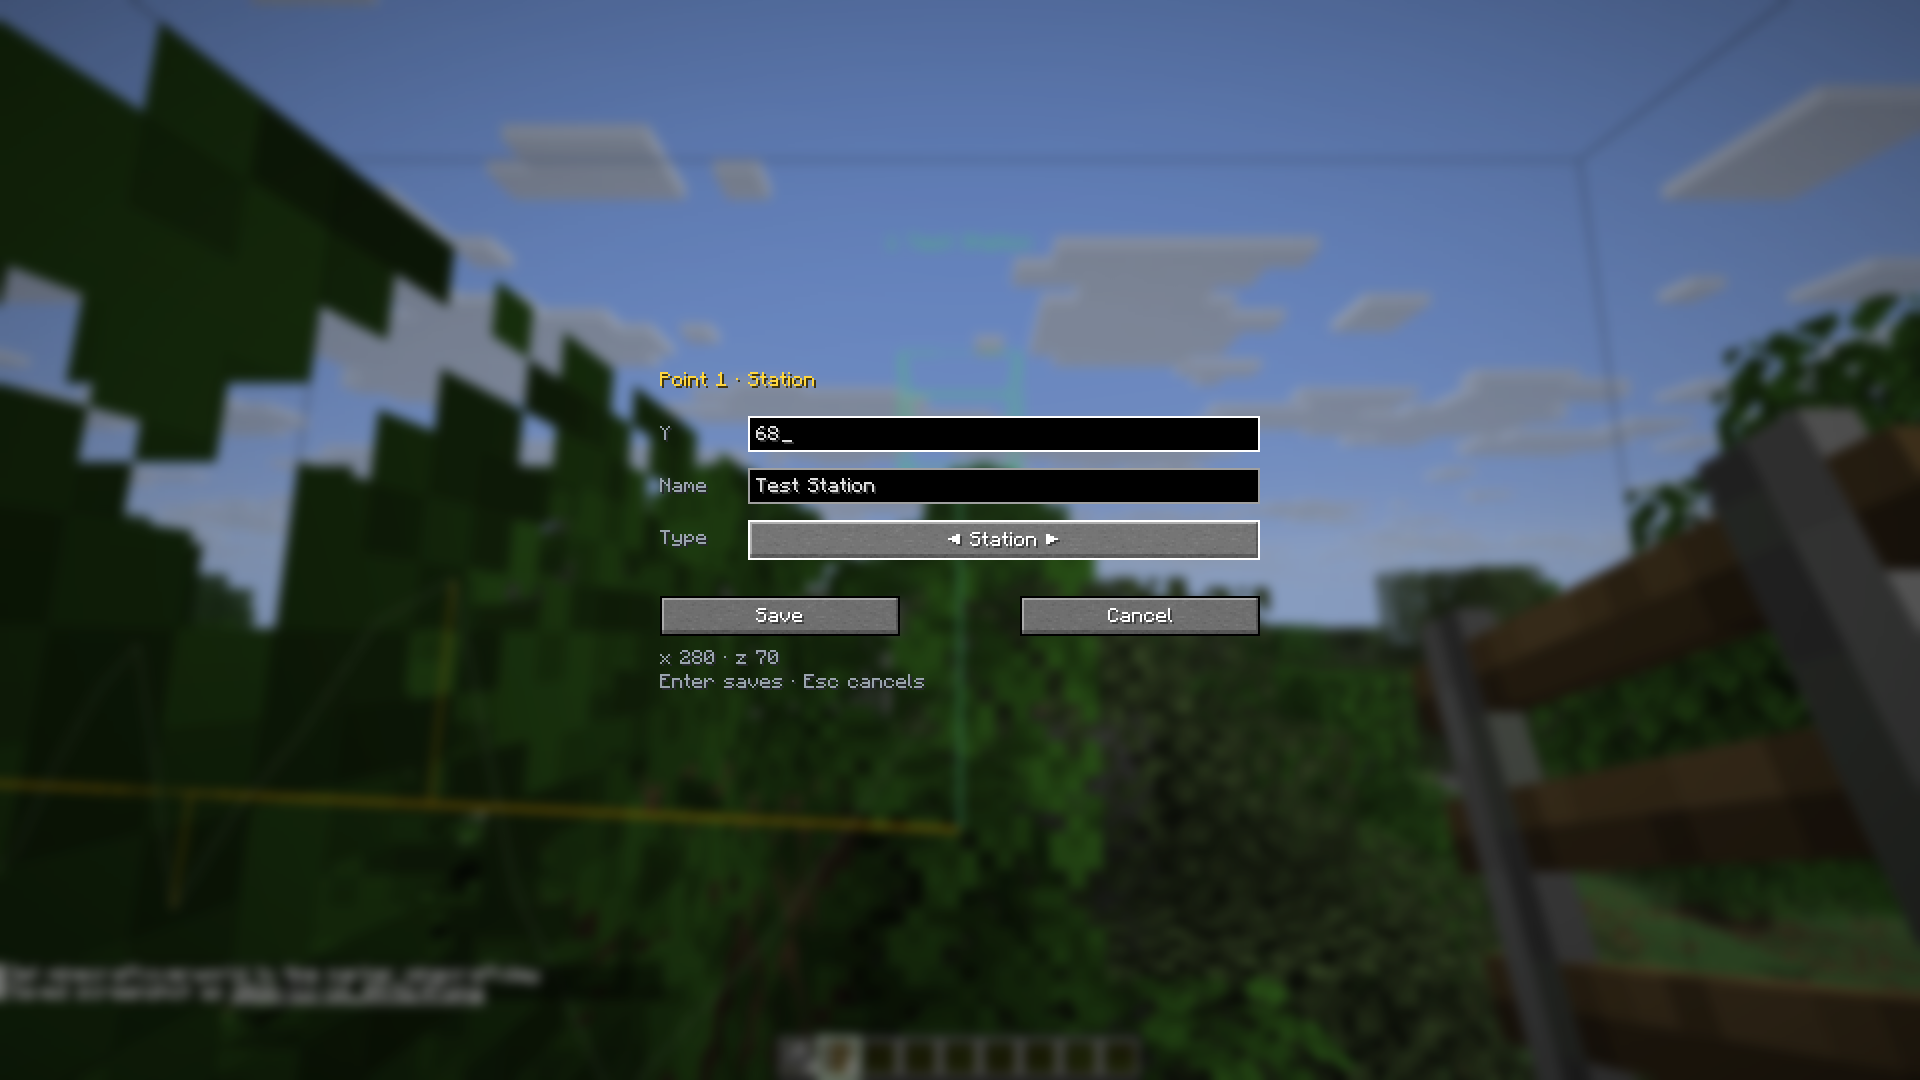 Point 1 · Station
Y 68_
Name Test Station
Type ◄ Station ►
Save Cancel
x 280 · z 70
Enter saves · Esc cancels